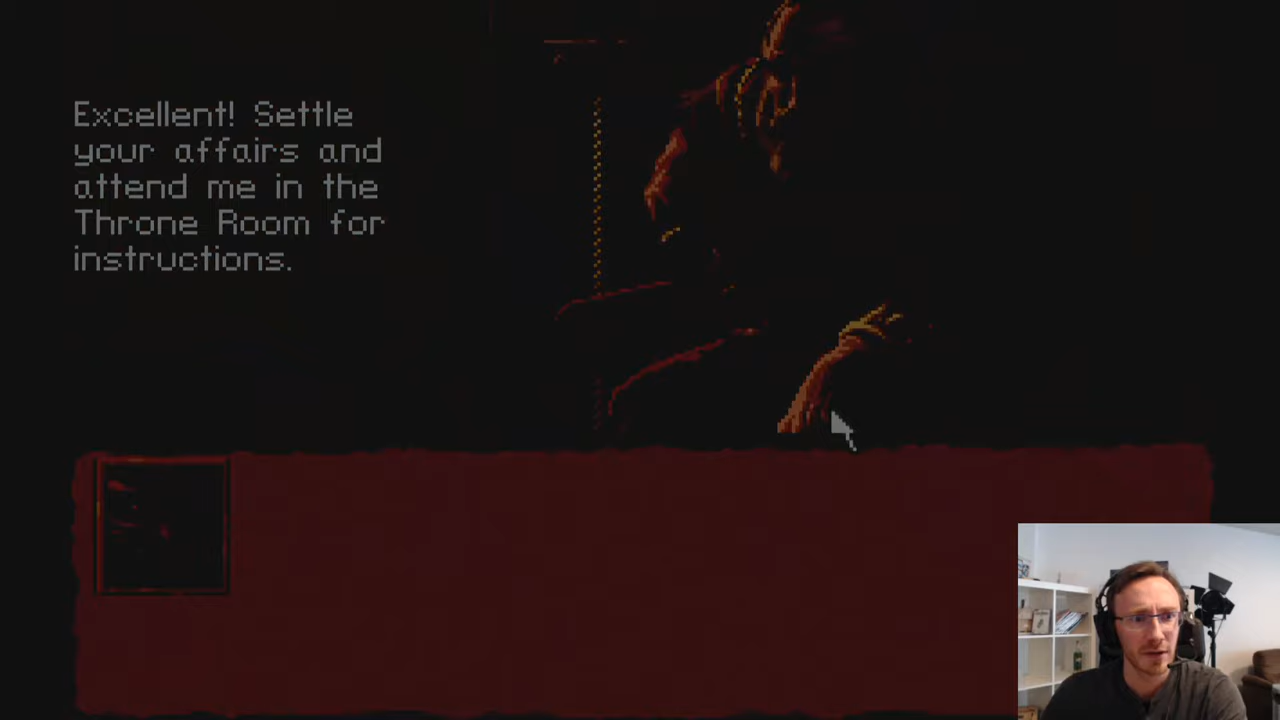 Excellent! Settle
your affairs and
attend me in the
Throne Room for
instructions.